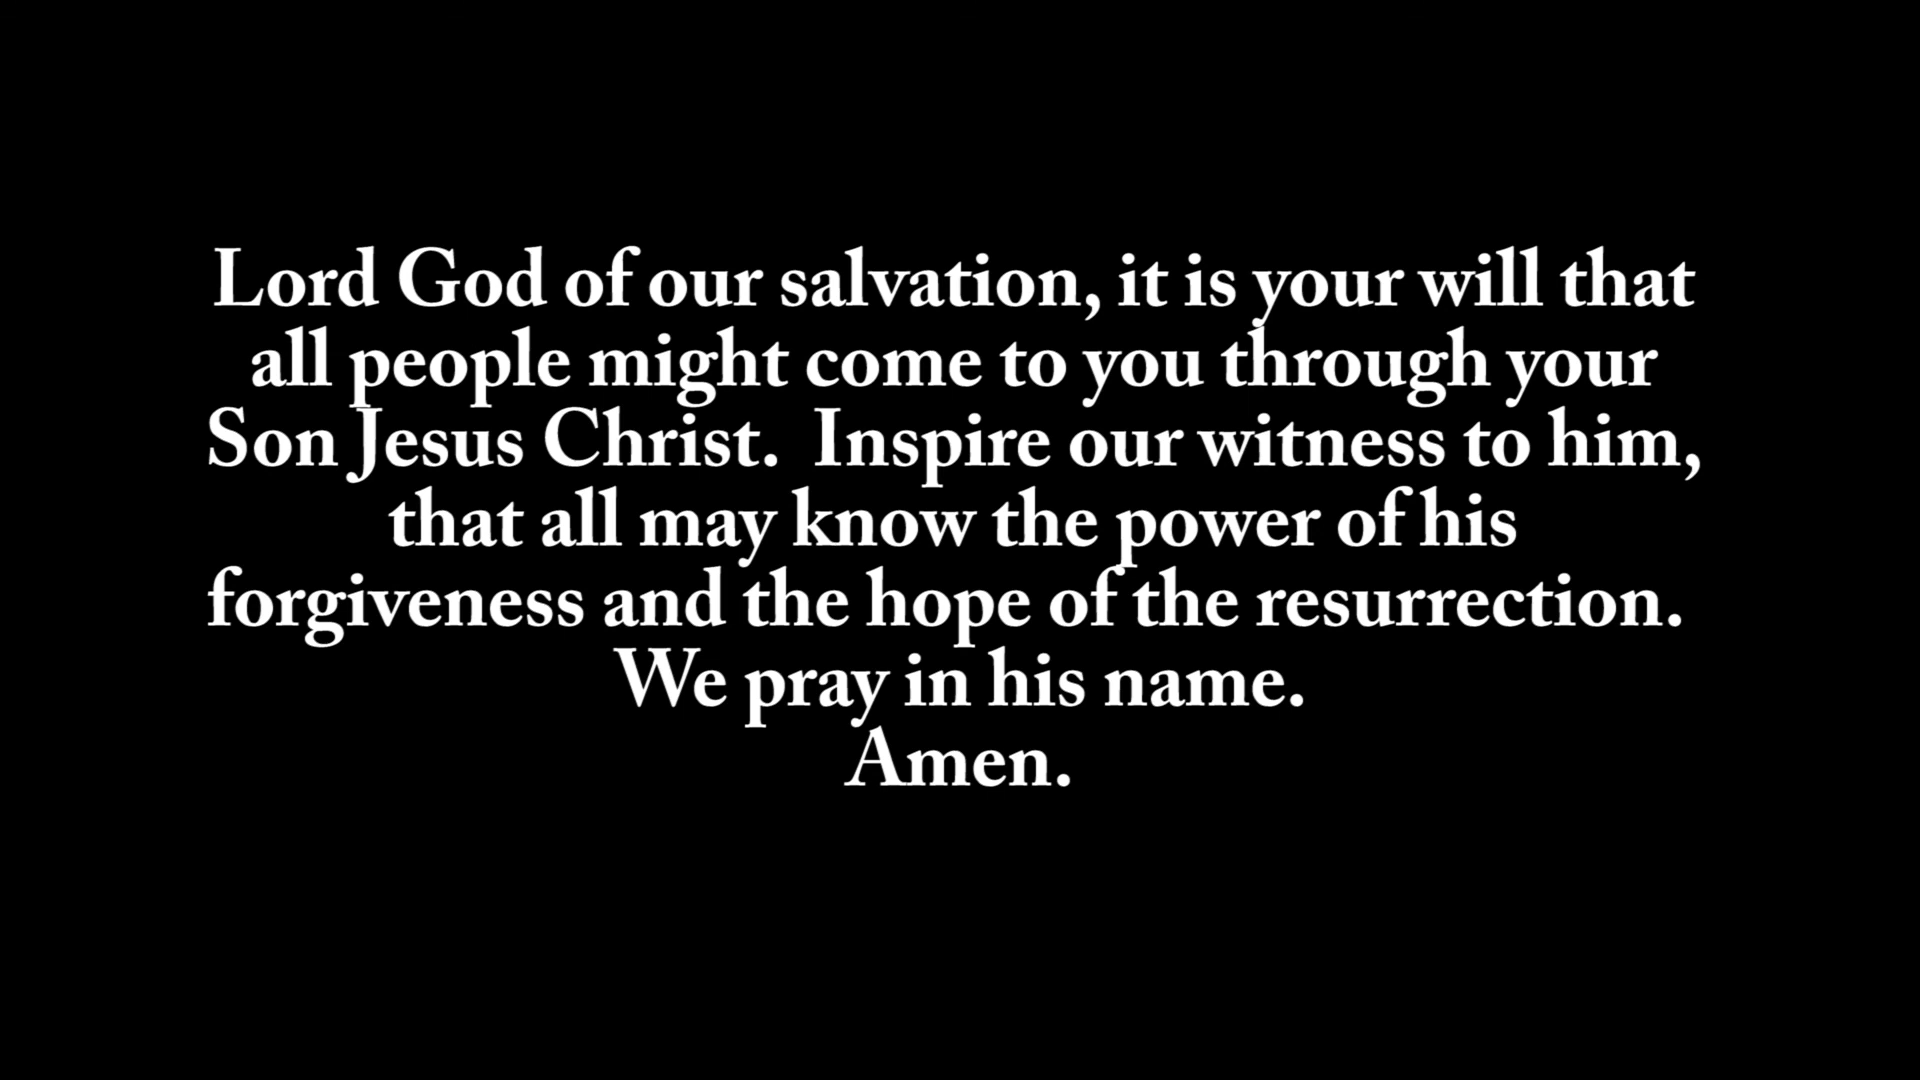 Lord God of our salvation, it is your will that
all people might come to you through your
Son Jesus Christ.  Inspire our witness to him,
that all may know the power of his
forgiveness and the hope of the resurrection.
We pray in his name.
Amen.